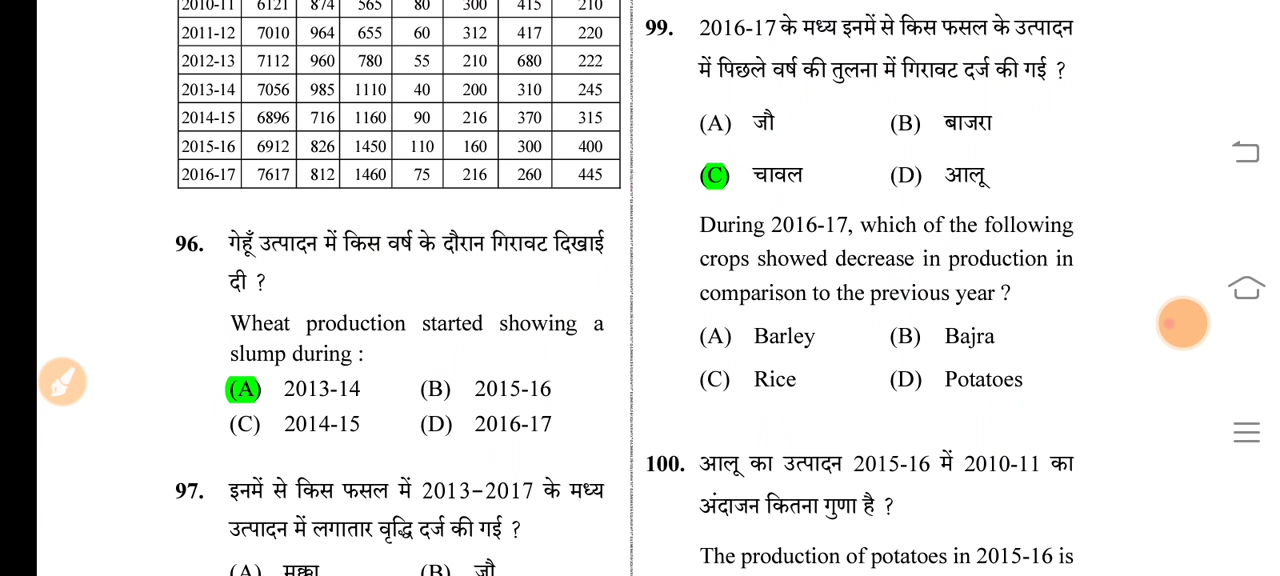 2010-11 6121 874 565 80 300 415 210
2011-12 7010 964 655 60 312 417 220
2012-13 7112 960 780 55 210 680 222
2013-14 7056 985 1110 40 200 310 245
2014-15 6896 716 1160 90 216 370 315
2015-16 6912 826 1450 110 160 300 400
2016-17 7617 812 1460 75 216 260 445
96. गेहूँ उत्पादन में किस वर्ष के दौरान गिरावट दिखाई
दी ?
Wheat production started showing a
slump during :
(A) 2013-14 (B) 2015-16
(C) 2014-15 (D) 2016-17
97. इनमें से किस फसल में 2013-2017 के मध्य
उत्पादन में लगातार वृद्धि दर्ज की गई ?
(A) मक्का (B) जौ
99. 2016-17 के मध्य इनमें से किस फसल के उत्पादन
में पिछले वर्ष की तुलना में गिरावट दर्ज की गई ?
(A) जौ (B) बाजरा
(C) चावल (D) आलू
During 2016-17, which of the following
crops showed decrease in production in
comparison to the previous year ?
(A) Barley (B) Bajra
(C) Rice (D) Potatoes
100. आलू का उत्पादन 2015-16 में 2010-11 का
अंदाजन कितना गुणा है ?
The production of potatoes in 2015-16 is